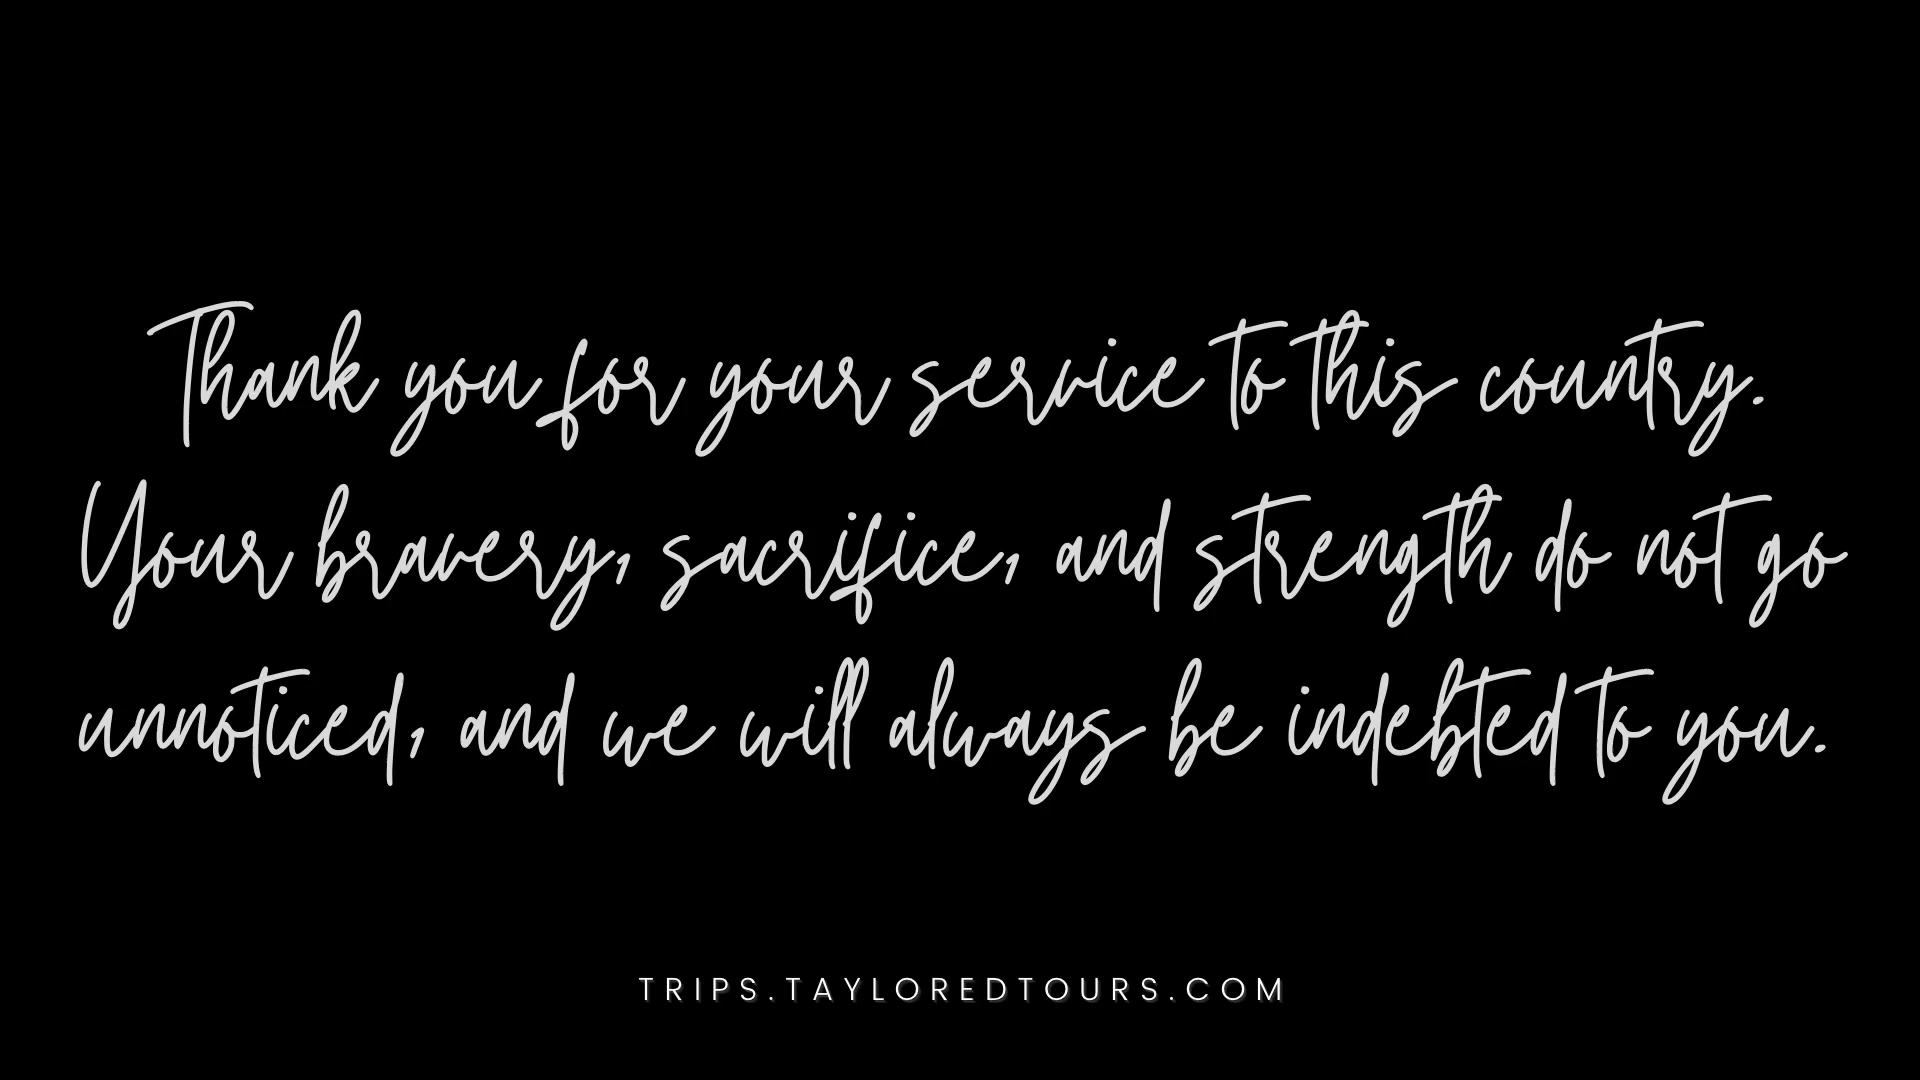 Thank you for your service to this country.
Your bravery, sacrifice, and strength do not go
unnoticed, and we will always be indebted to you.
TRIPS.TAYLOREDTOURS.COM